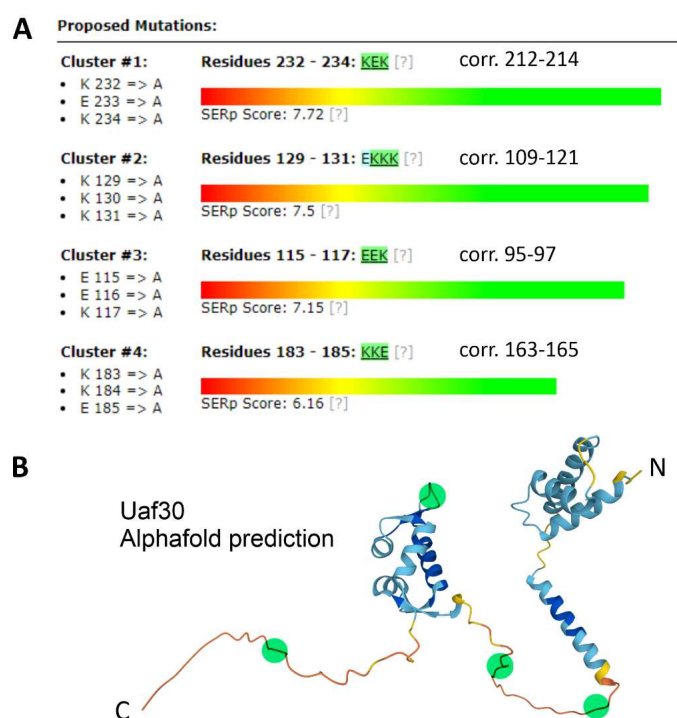 A
Proposed Mutations:
Cluster #1: Residues 232 - 234: KEK [?] corr. 212-214
• K 232 => A
• E 233 => A
• K 234 => A
SERp Score: 7.72 [?]
Cluster #2: Residues 129 - 131: EKKK [?] corr. 109-121
• K 129 => A
• K 130 => A
• K 131 => A
SERp Score: 7.5 [?]
Cluster #3: Residues 115 - 117: EEK [?] corr. 95-97
• E 115 => A
• E 116 => A
• K 117 => A
SERp Score: 7.15 [?]
Cluster #4: Residues 183 - 185: KKE [?] corr. 163-165
• K 183 => A
• K 184 => A
• E 185 => A
SERp Score: 6.16 [?]
B
N
Uaf30
Alphafold prediction
C